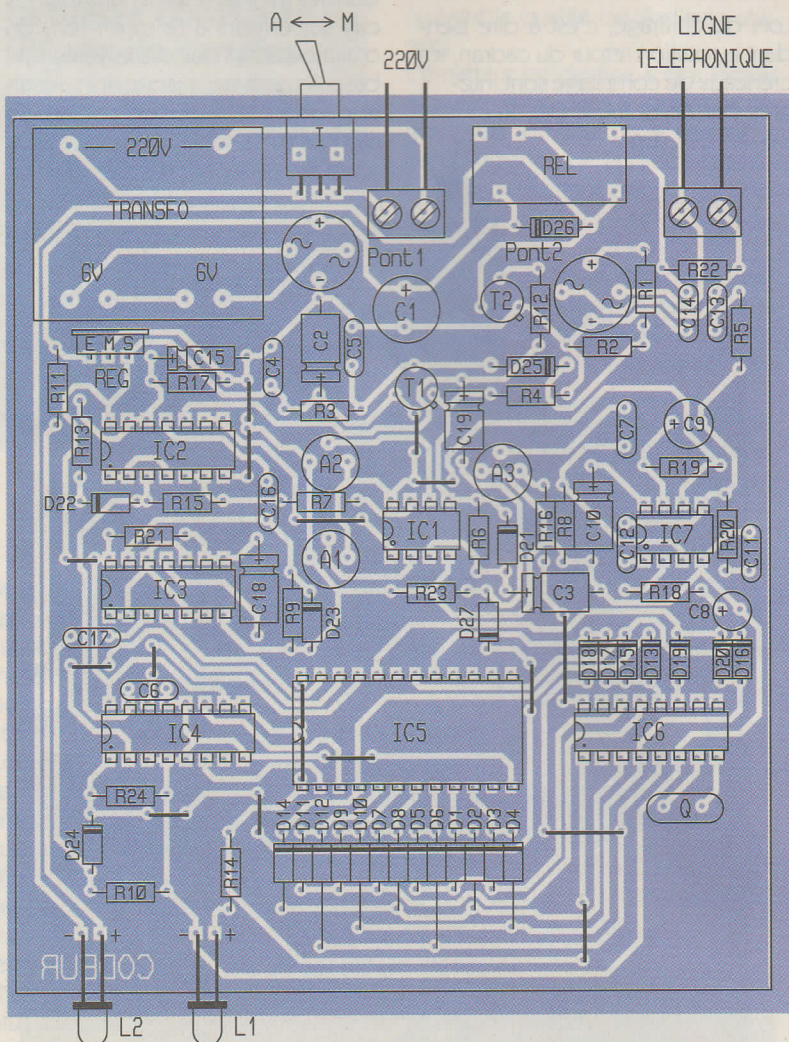 A ↔ M
220V
LIGNE
TELEPHONIQUE
220V
I
REL
TRANSFO
D26
Pont1
Pont2
6V
6V
C1
T2
R12
R1
R22
C14
C13
R5
E M S
REG
C15
R17
C4
C2
C5
R2
D25
R4
R11
R13
R3
T1
C19
C7
C9
IC2
A2
A3
R19
D22
R15
C16
R7
IC1
R6
D21
R16
R8
C10
C12
IC7
R20
C11
R21
A1
IC3
C18
R9
D23
R23
D27
C3
R18
C8
C17
D18
D17
D15
D13
D19
D20
D16
C6
IC4
IC5
IC6
R24
D14
D11
D12
D9
D10
D7
D8
D5
D6
D1
D2
D3
D4
Q
D24
R10
R14
- +
- +
CODEUR
L2
L1